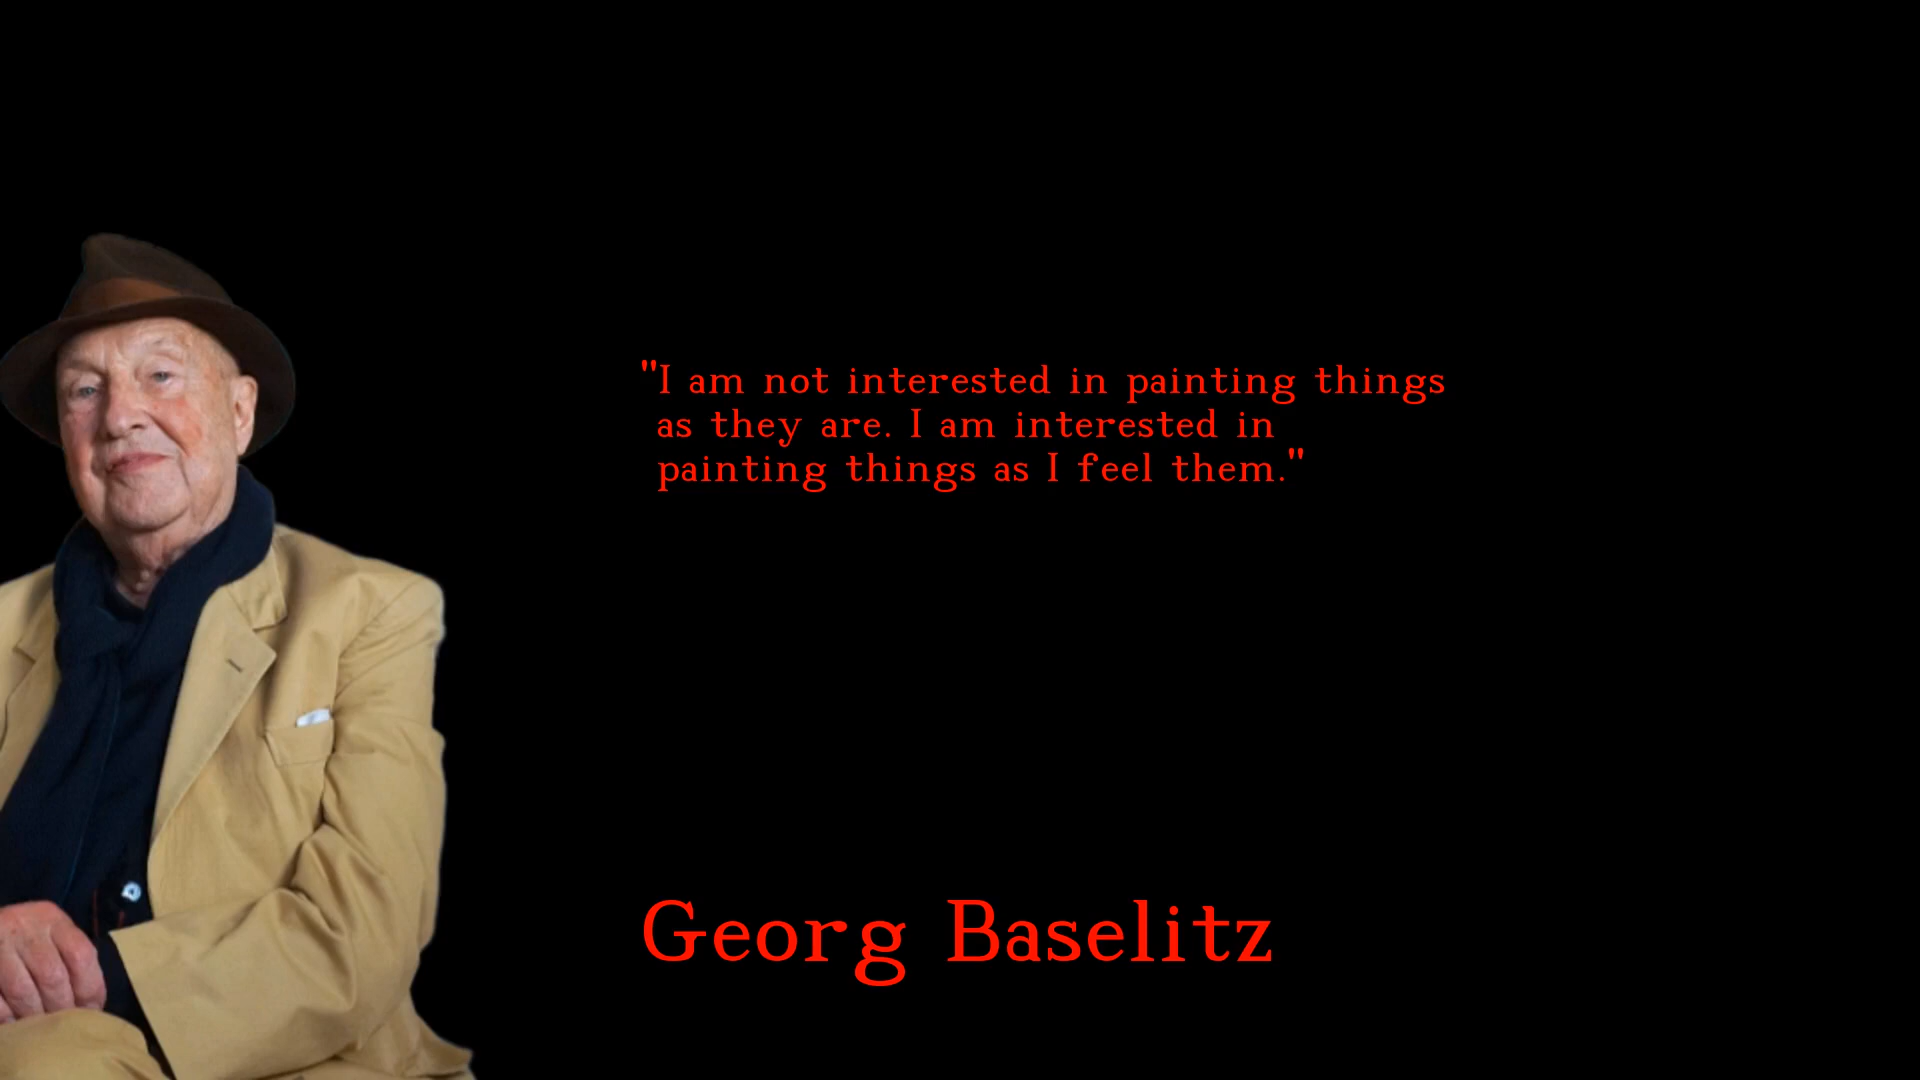 "I am not interested in painting things
as they are. I am interested in
painting things as I feel them."
Georg Baselitz